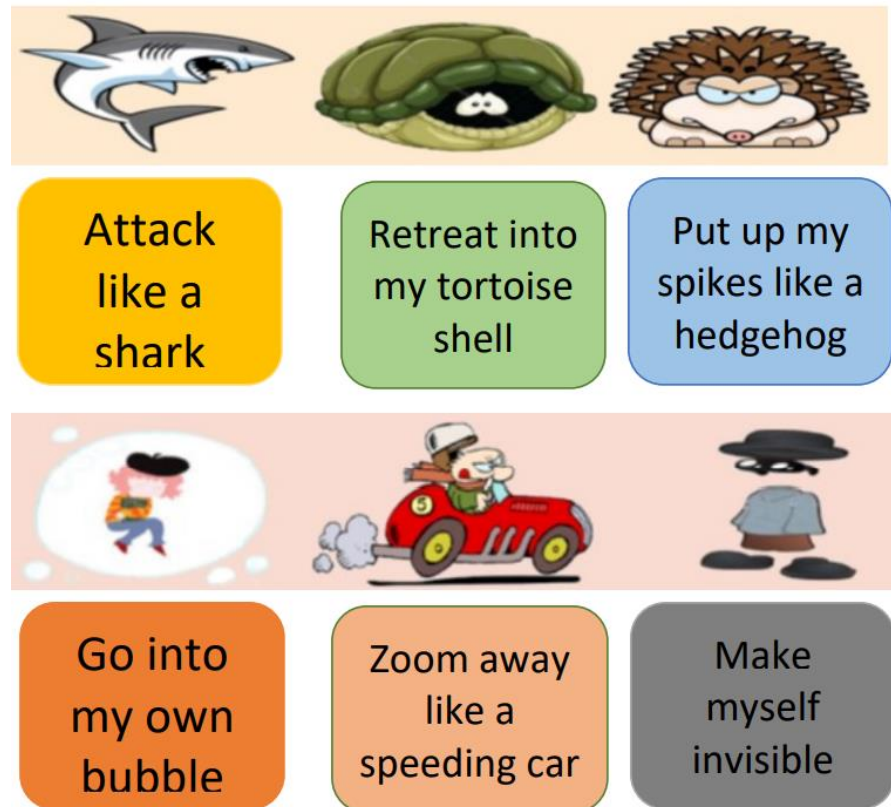 Attack
like a
shark
Retreat into
my tortoise
shell
Put up my
spikes like a
hedgehog
5
Go into
my own
bubble
Zoom away
like a
speeding car
Make
myself
invisible